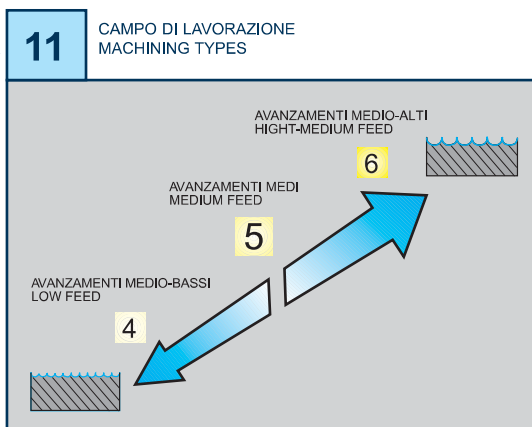 11
CAMPO DI LAVORAZIONE
MACHINING TYPES
AVANZAMENTI MEDIO-ALTI
HIGHT-MEDIUM FEED
6
AVANZAMENTI MEDI
MEDIUM FEED
5
AVANZAMENTI MEDIO-BASSI
LOW FEED
4